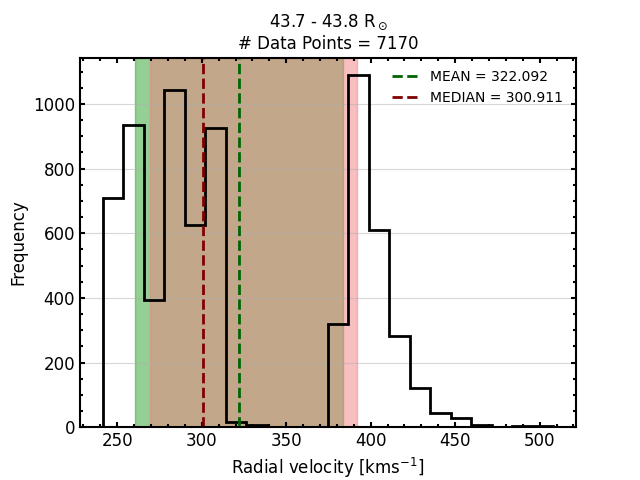 43.7 - 43.8 R⊙
# Data Points = 7170
MEAN = 322.092
MEDIAN = 300.911
Frequency
1000
800
600
400
200
0
250 300 350 400 450 500
Radial velocity [kms⁻¹]